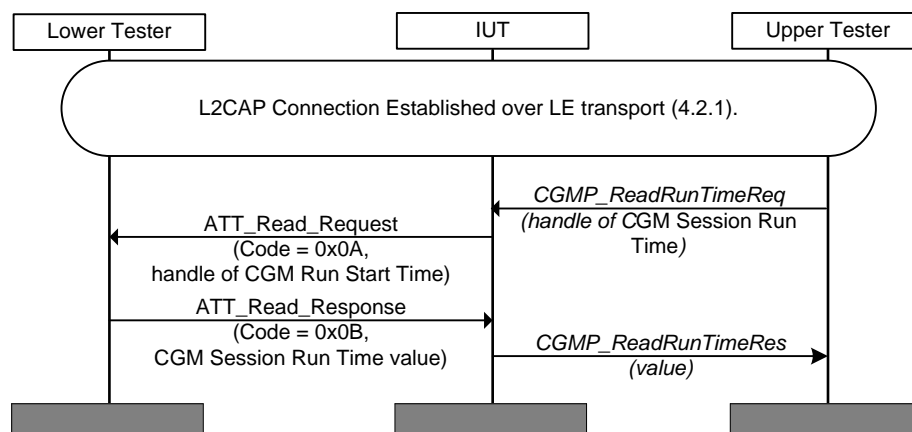 Lower Tester
IUT
Upper Tester
L2CAP Connection Established over LE transport (4.2.1).
CGMP_ReadRunTimeReq
(handle of CGM Session Run
Time)
ATT_Read_Request
(Code = 0x0A,
handle of CGM Run Start Time)
ATT_Read_Response
(Code = 0x0B,
CGM Session Run Time value)
CGMP_ReadRunTimeRes
(value)